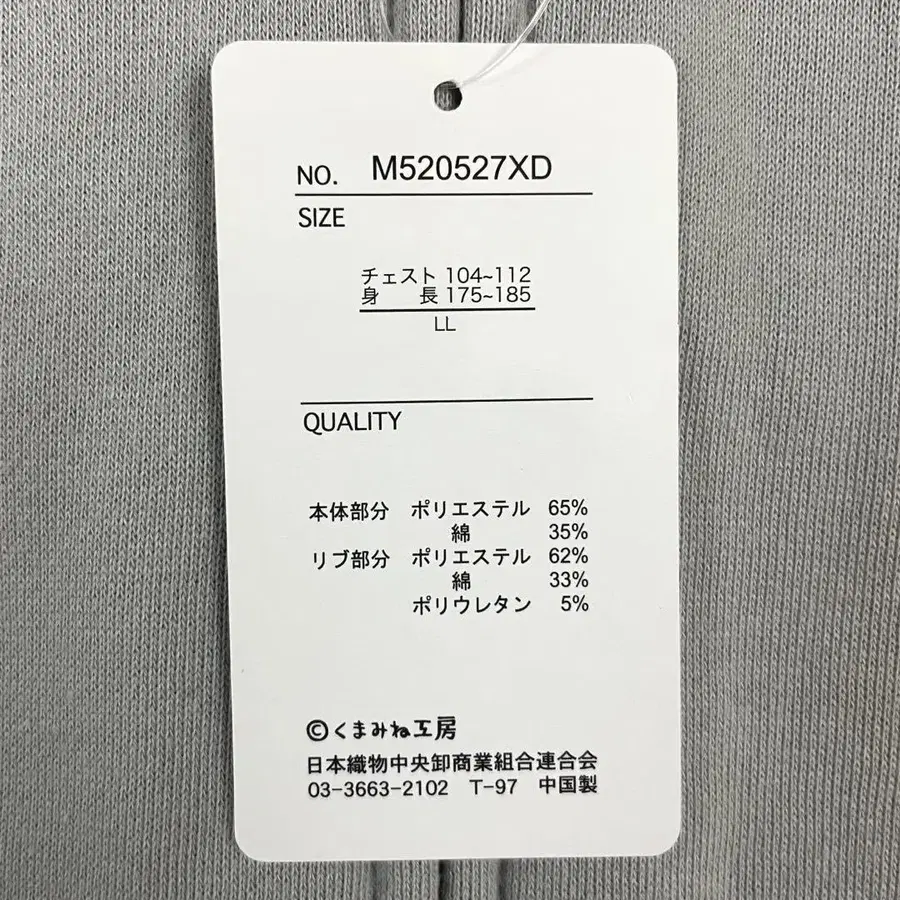 NO. M520527XD
SIZE
チェスト 104~112
身 長 175~185
LL
QUALITY
本体部分 ポリエステル 65%
綿 35%
リブ部分 ポリエステル 62%
綿 33%
ポリウレタン 5%
©くまみね工房
日本織物中央卸商業組合連合会
03-3663-2102 T-97 中国製